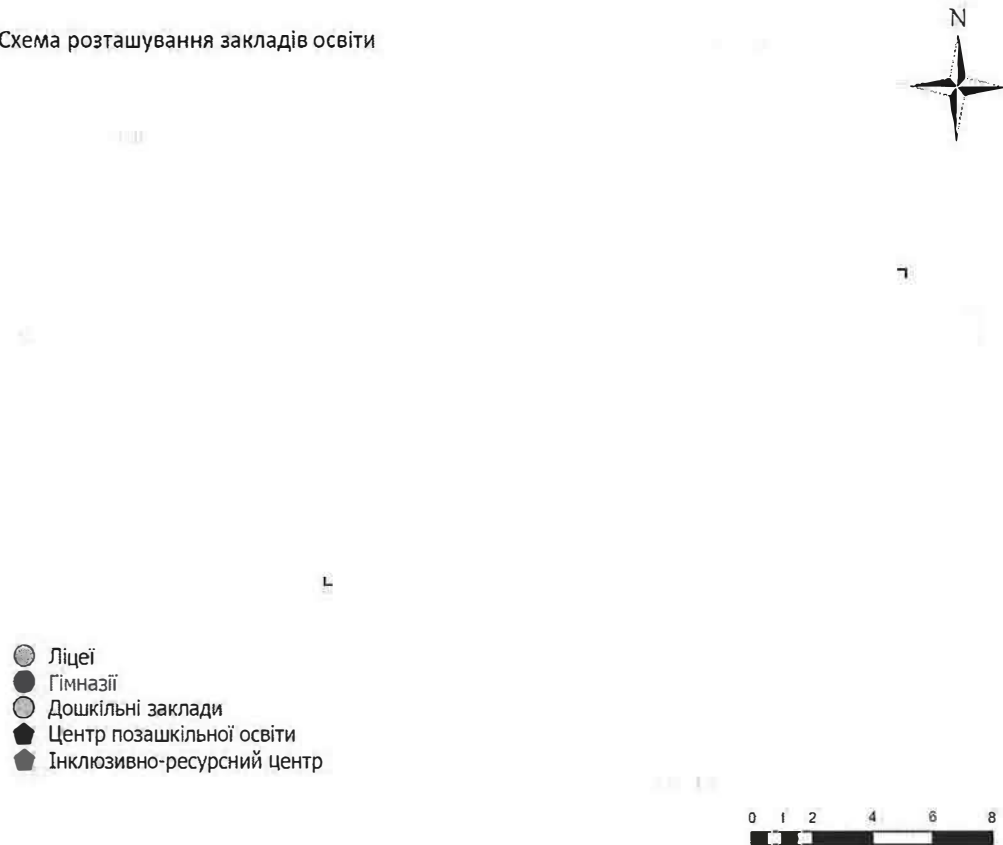 Схема розташування закладів освіти
N
Ліцеї
Гімназії
Дошкільні заклади
Центр позашкільної освіти
Інклюзивно-ресурсний центр
0 1 2 4 6 8